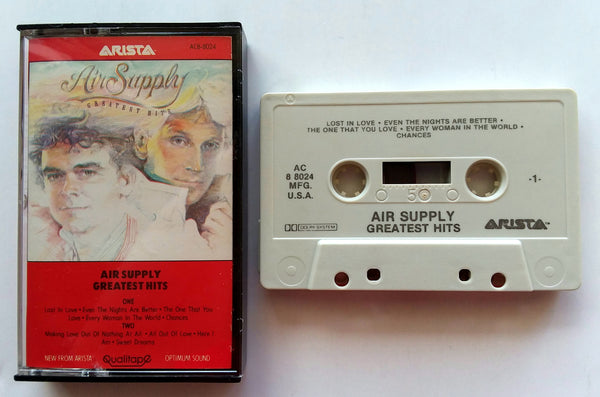 ARISTA
AC8-8024
Air Supply
GREATEST HITS
AIR SUPPLY
GREATEST HITS
ONE
Lost In Love • Even The Nights Are Better • The One That You
Love • Every Woman In The World • Chances
TWO
Making Love Out Of Nothing At All • All Out Of Love • Here I
Am • Sweet Dreams
NEW FROM ARISTA
Qualitape
OPTIMUM SOUND
LOST IN LOVE • EVEN THE NIGHTS ARE BETTER •
THE ONE THAT YOU LOVE • EVERY WOMAN IN THE WORLD •
CHANCES
AC
8 8024
MFG.
U.S.A.
50
-1-
DOLBY SYSTEM
AIR SUPPLY
GREATEST HITS
ARISTA™